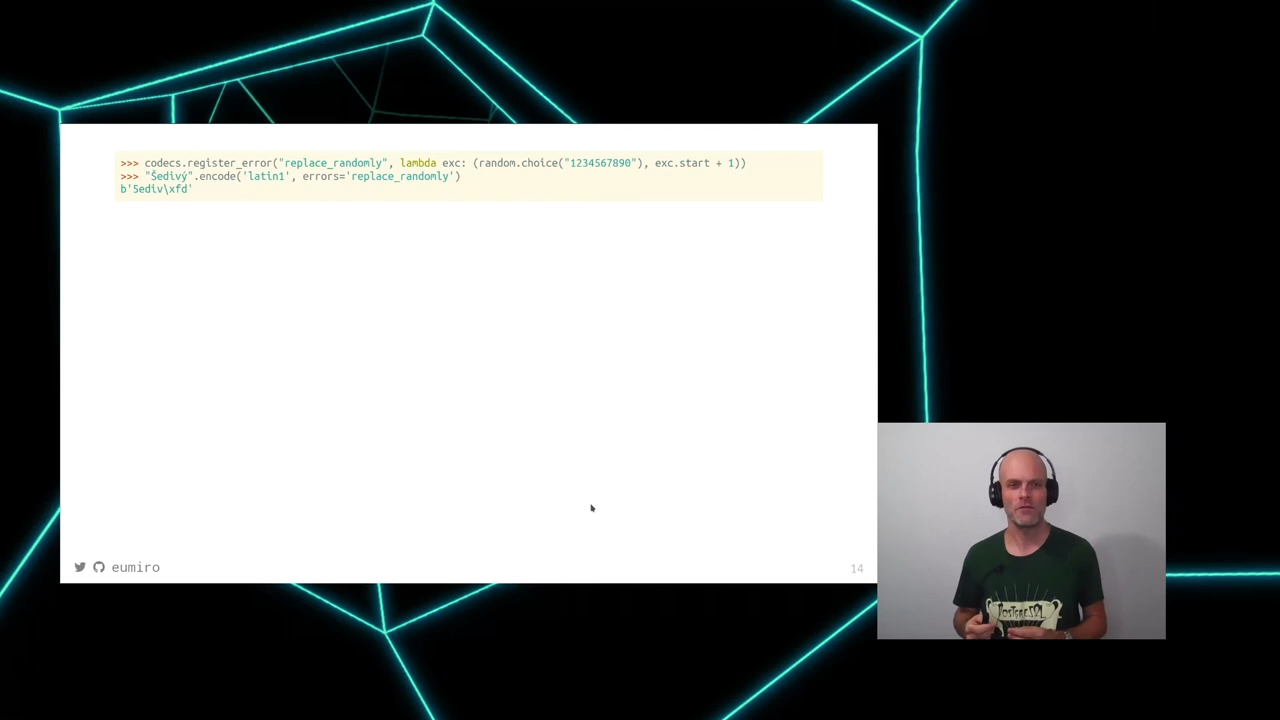 >>> codecs.register_error("replace_randomly", lambda exc: (random.choice("1234567890"), exc.start + 1))
>>> "Šedivý".encode('latin1', errors='replace_randomly')
b'5ediv\xfd'
eumiro
14
PostgreSQL